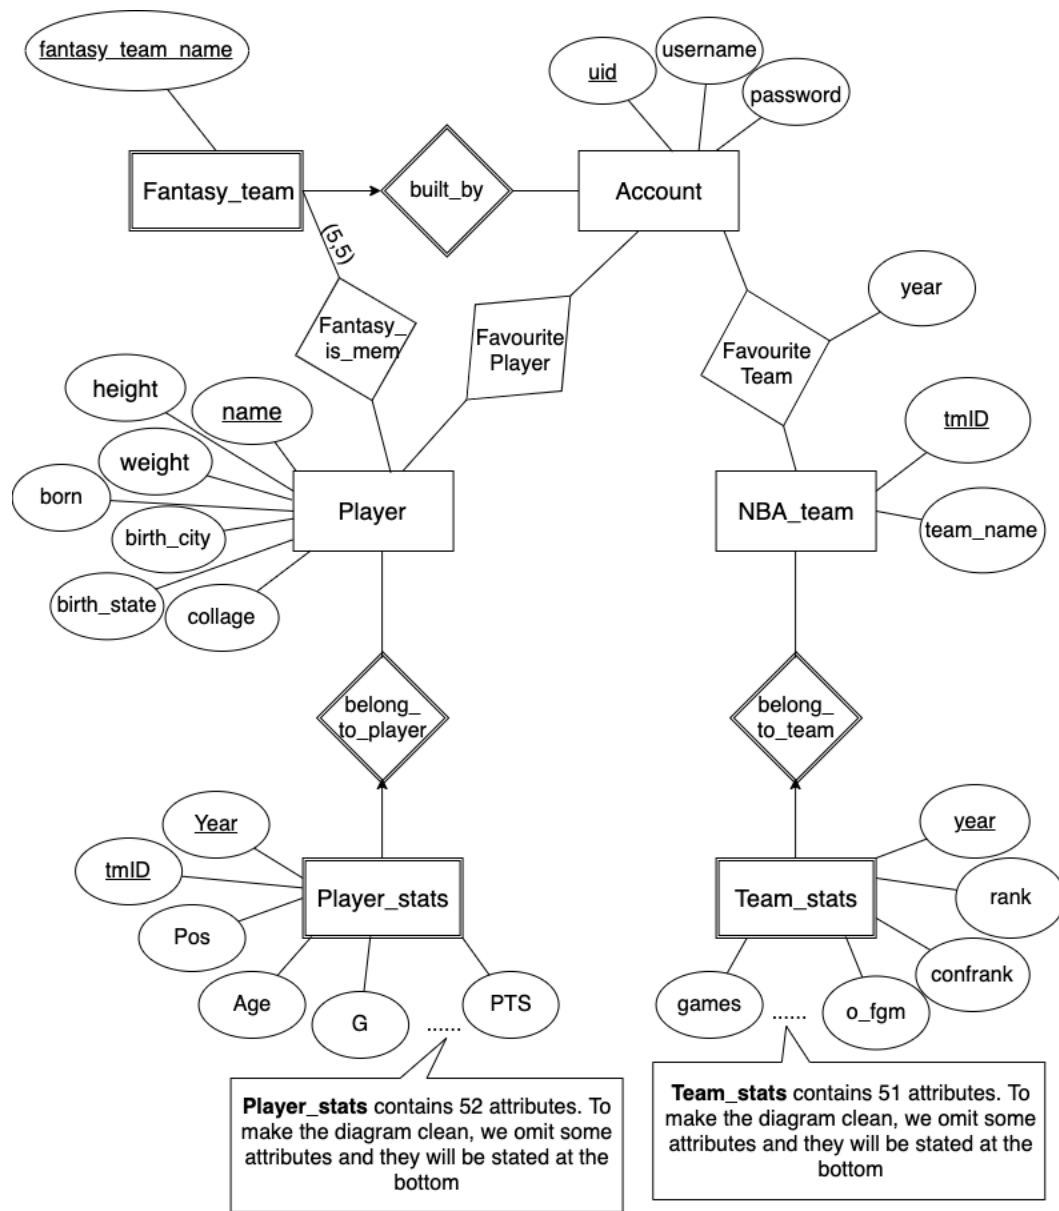 fantasy_team_name
uid
username
password
Fantasy_team
built_by
Account
(5,5)
Fantasy_
is_mem
Favourite
Player
Favourite
Team
year
height
name
weight
born
birth_city
birth_state
collage
Player
tmID
NBA_team
team_name
belong_
to_player
belong_
to_team
Year
tmID
Pos
Age
G
......
PTS
Player_stats
year
rank
confrank
Team_stats
games
......
o_fgm
Player_stats contains 52 attributes. To
make the diagram clean, we omit some
attributes and they will be stated at the
bottom
Team_stats contains 51 attributes. To
make the diagram clean, we omit some
attributes and they will be stated at the
bottom